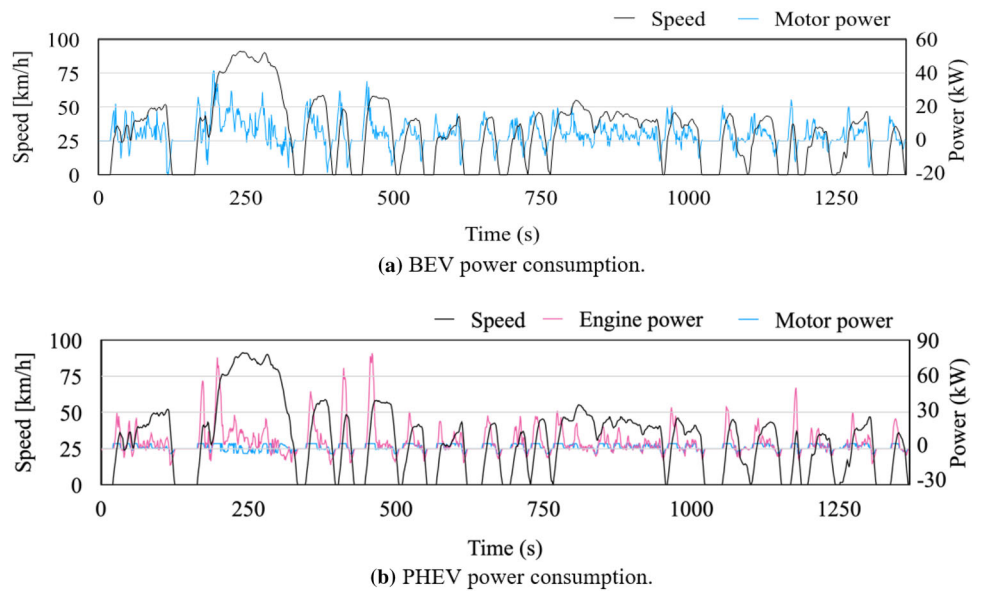 Speed Motor power
100 60
75 40
50 20
25 0
0 -20
Speed [km/h]
Power (kW)
0 250 500 750 1000 1250
Time (s)
(a) BEV power consumption.
Speed Engine power Motor power
100 90
75 60
50 30
25 0
0 -30
Speed [km/h]
Power (kW)
0 250 500 750 1000 1250
Time (s)
(b) PHEV power consumption.